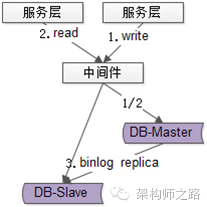 服务层
服务层
2. read
1. write
中间件
1/2
DB-Master
3. binlog replica
DB-Slave
架构师之路